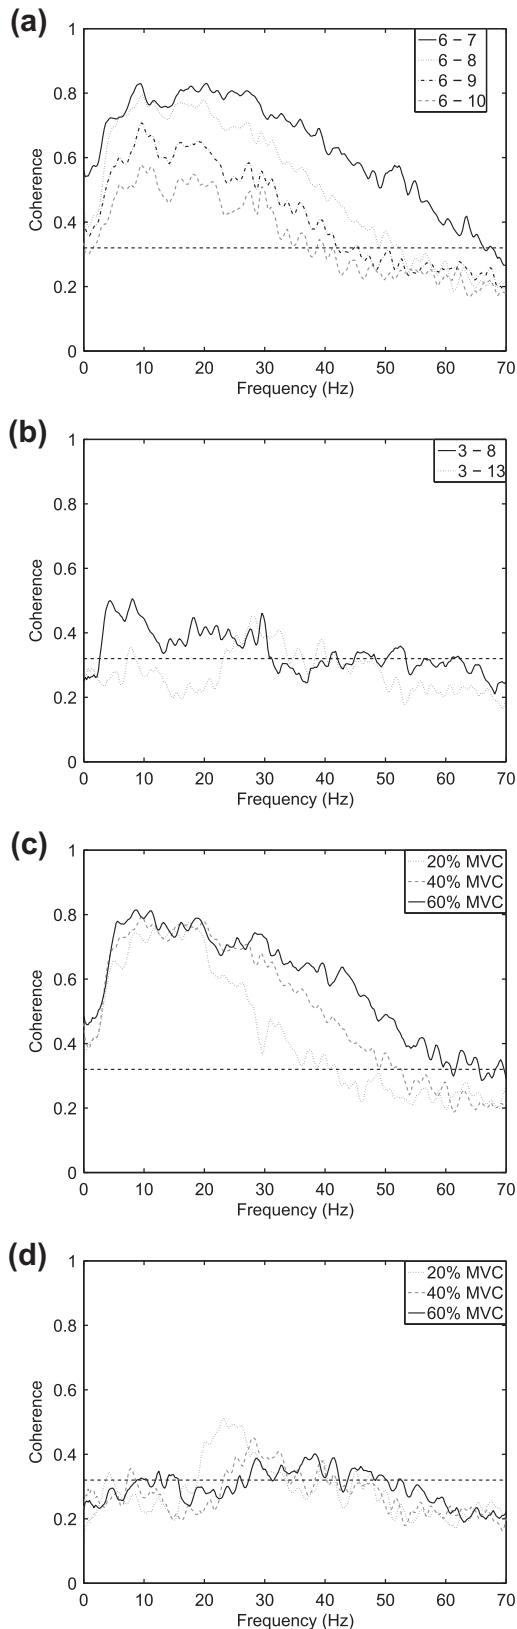 (a)
1
0.8
0.6
0.4
0.2
0
Coherence
6 − 7
6 − 8
6 − 9
6 − 10
0 10 20 30 40 50 60 70
Frequency (Hz)
(b)
1
0.8
0.6
0.4
0.2
0
Coherence
3 − 8
3 − 13
0 10 20 30 40 50 60 70
Frequency (Hz)
(c)
1
0.8
0.6
0.4
0.2
0
Coherence
20% MVC
40% MVC
60% MVC
0 10 20 30 40 50 60 70
Frequency (Hz)
(d)
1
0.8
0.6
0.4
0.2
0
Coherence
20% MVC
40% MVC
60% MVC
0 10 20 30 40 50 60 70
Frequency (Hz)